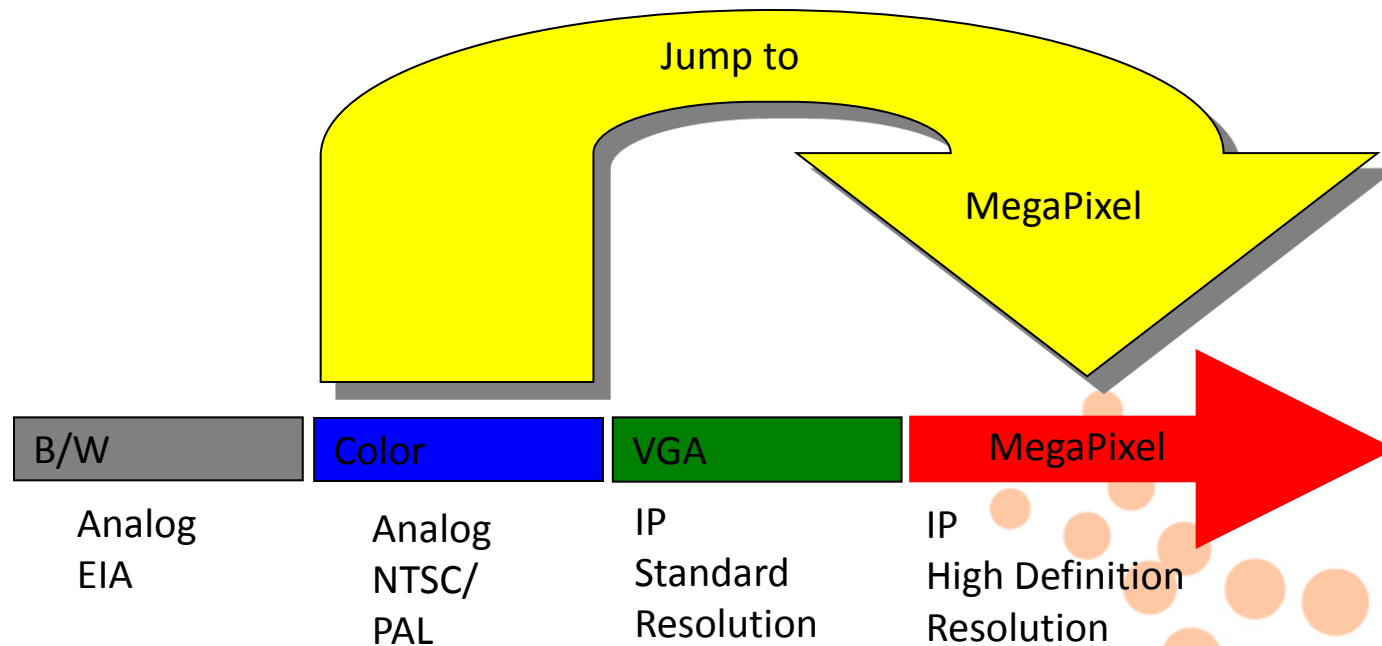 Jump to
MegaPixel
B/W
Color
VGA
MegaPixel
Analog
EIA
Analog
NTSC/
PAL
IP
Standard
Resolution
IP
High Definition
Resolution